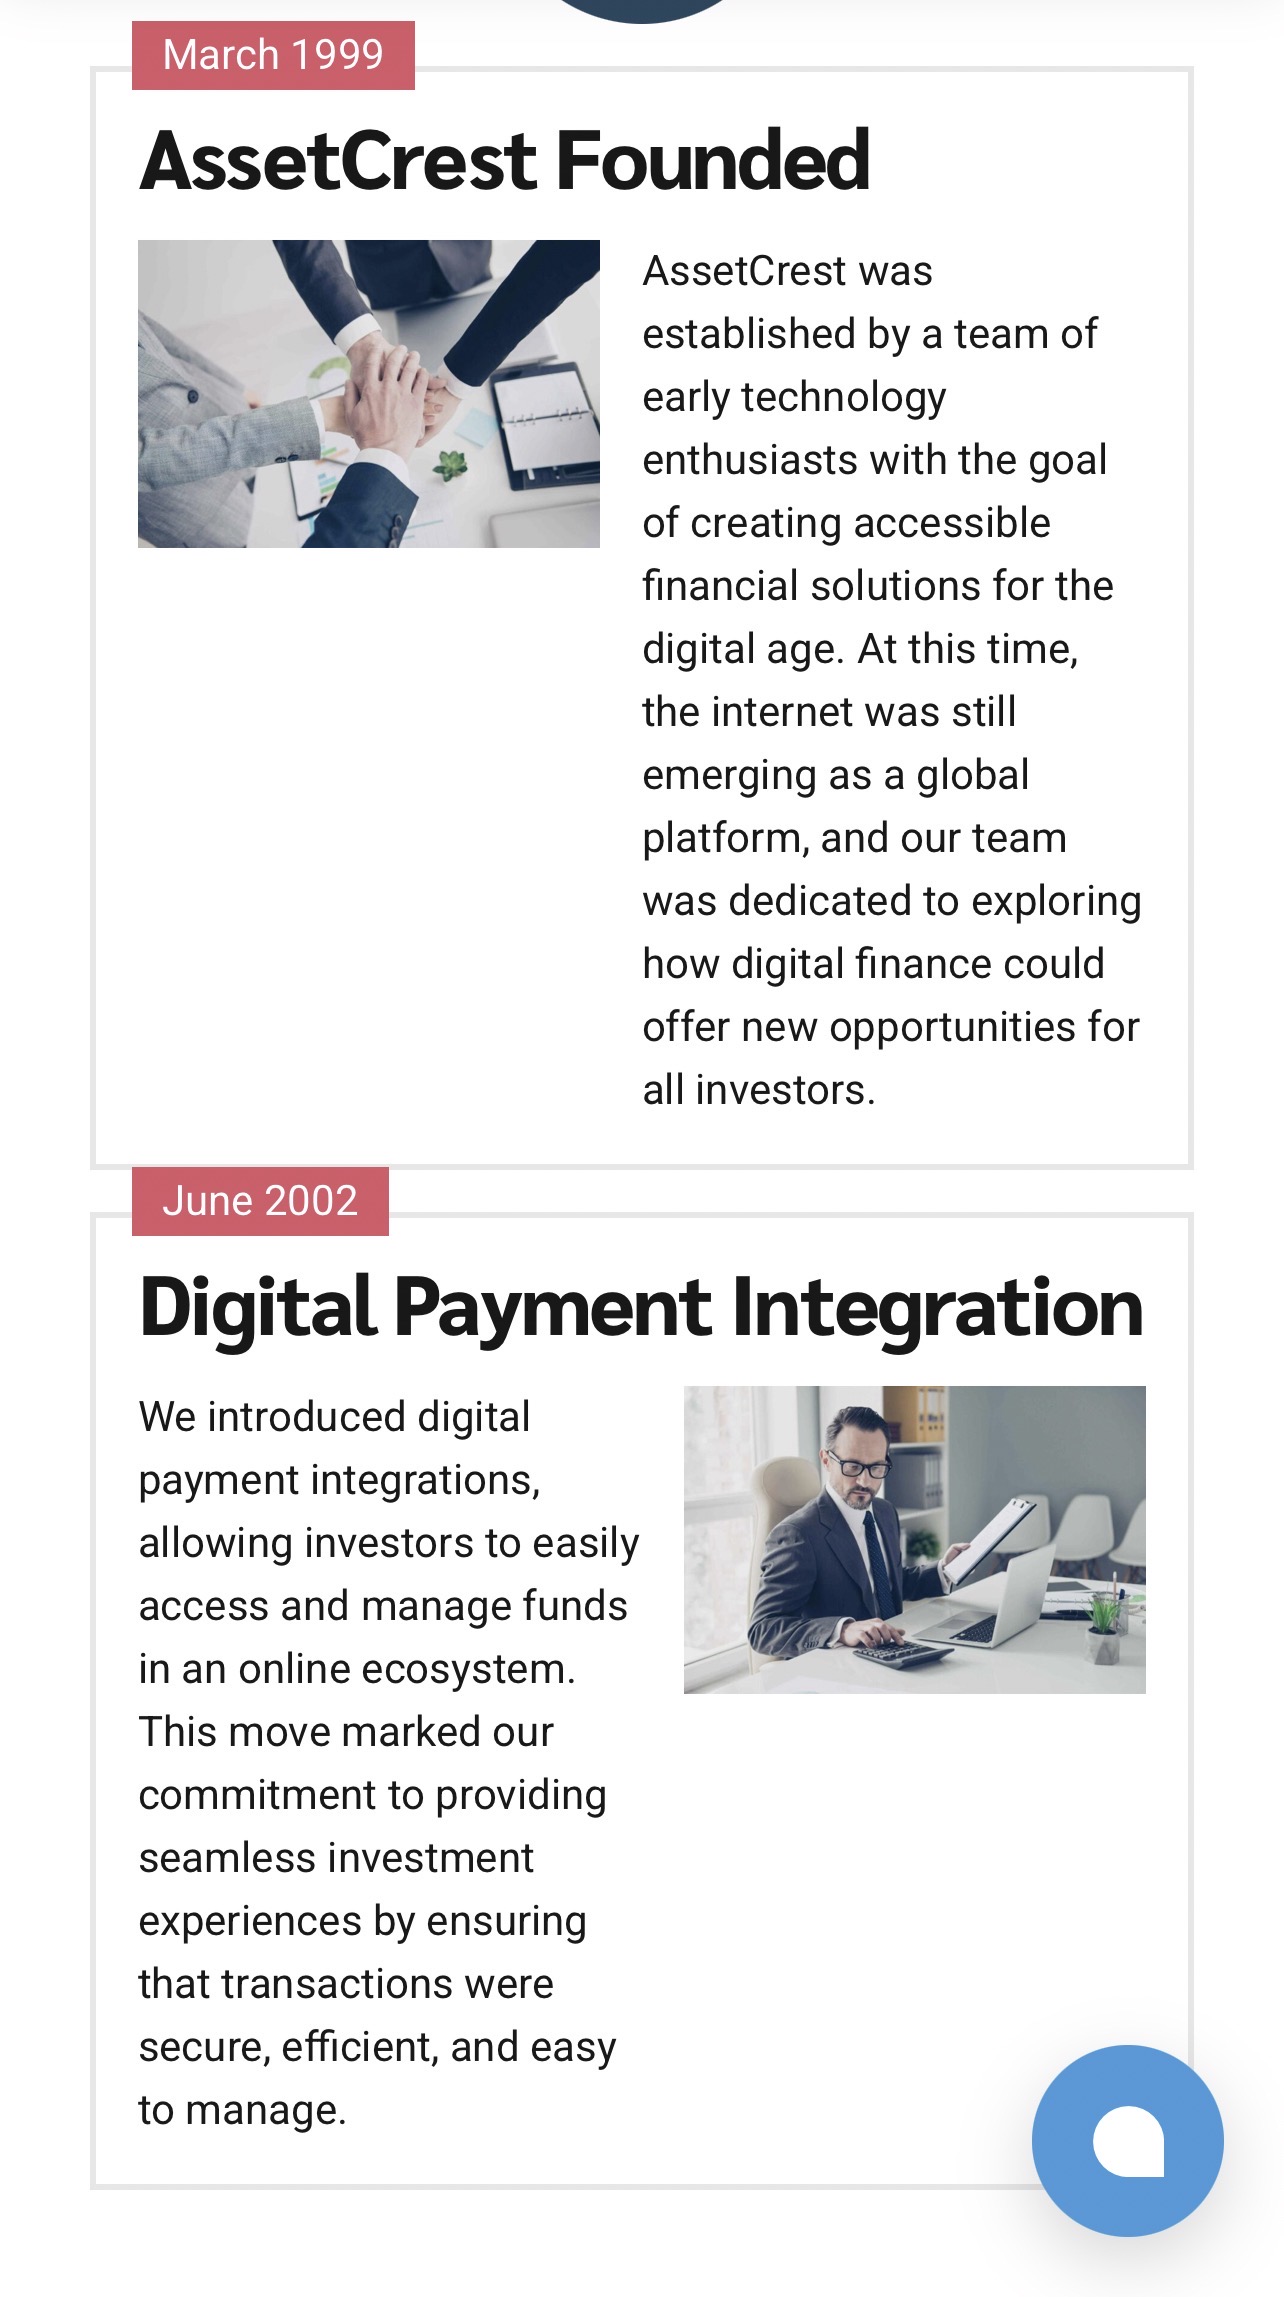 March 1999
AssetCrest Founded
AssetCrest was
established by a team of
early technology
enthusiasts with the goal
of creating accessible
financial solutions for the
digital age. At this time,
the internet was still
emerging as a global
platform, and our team
was dedicated to exploring
how digital finance could
offer new opportunities for
all investors.
June 2002
Digital Payment Integration
We introduced digital
payment integrations,
allowing investors to easily
access and manage funds
in an online ecosystem.
This move marked our
commitment to providing
seamless investment
experiences by ensuring
that transactions were
secure, efficient, and easy
to manage.